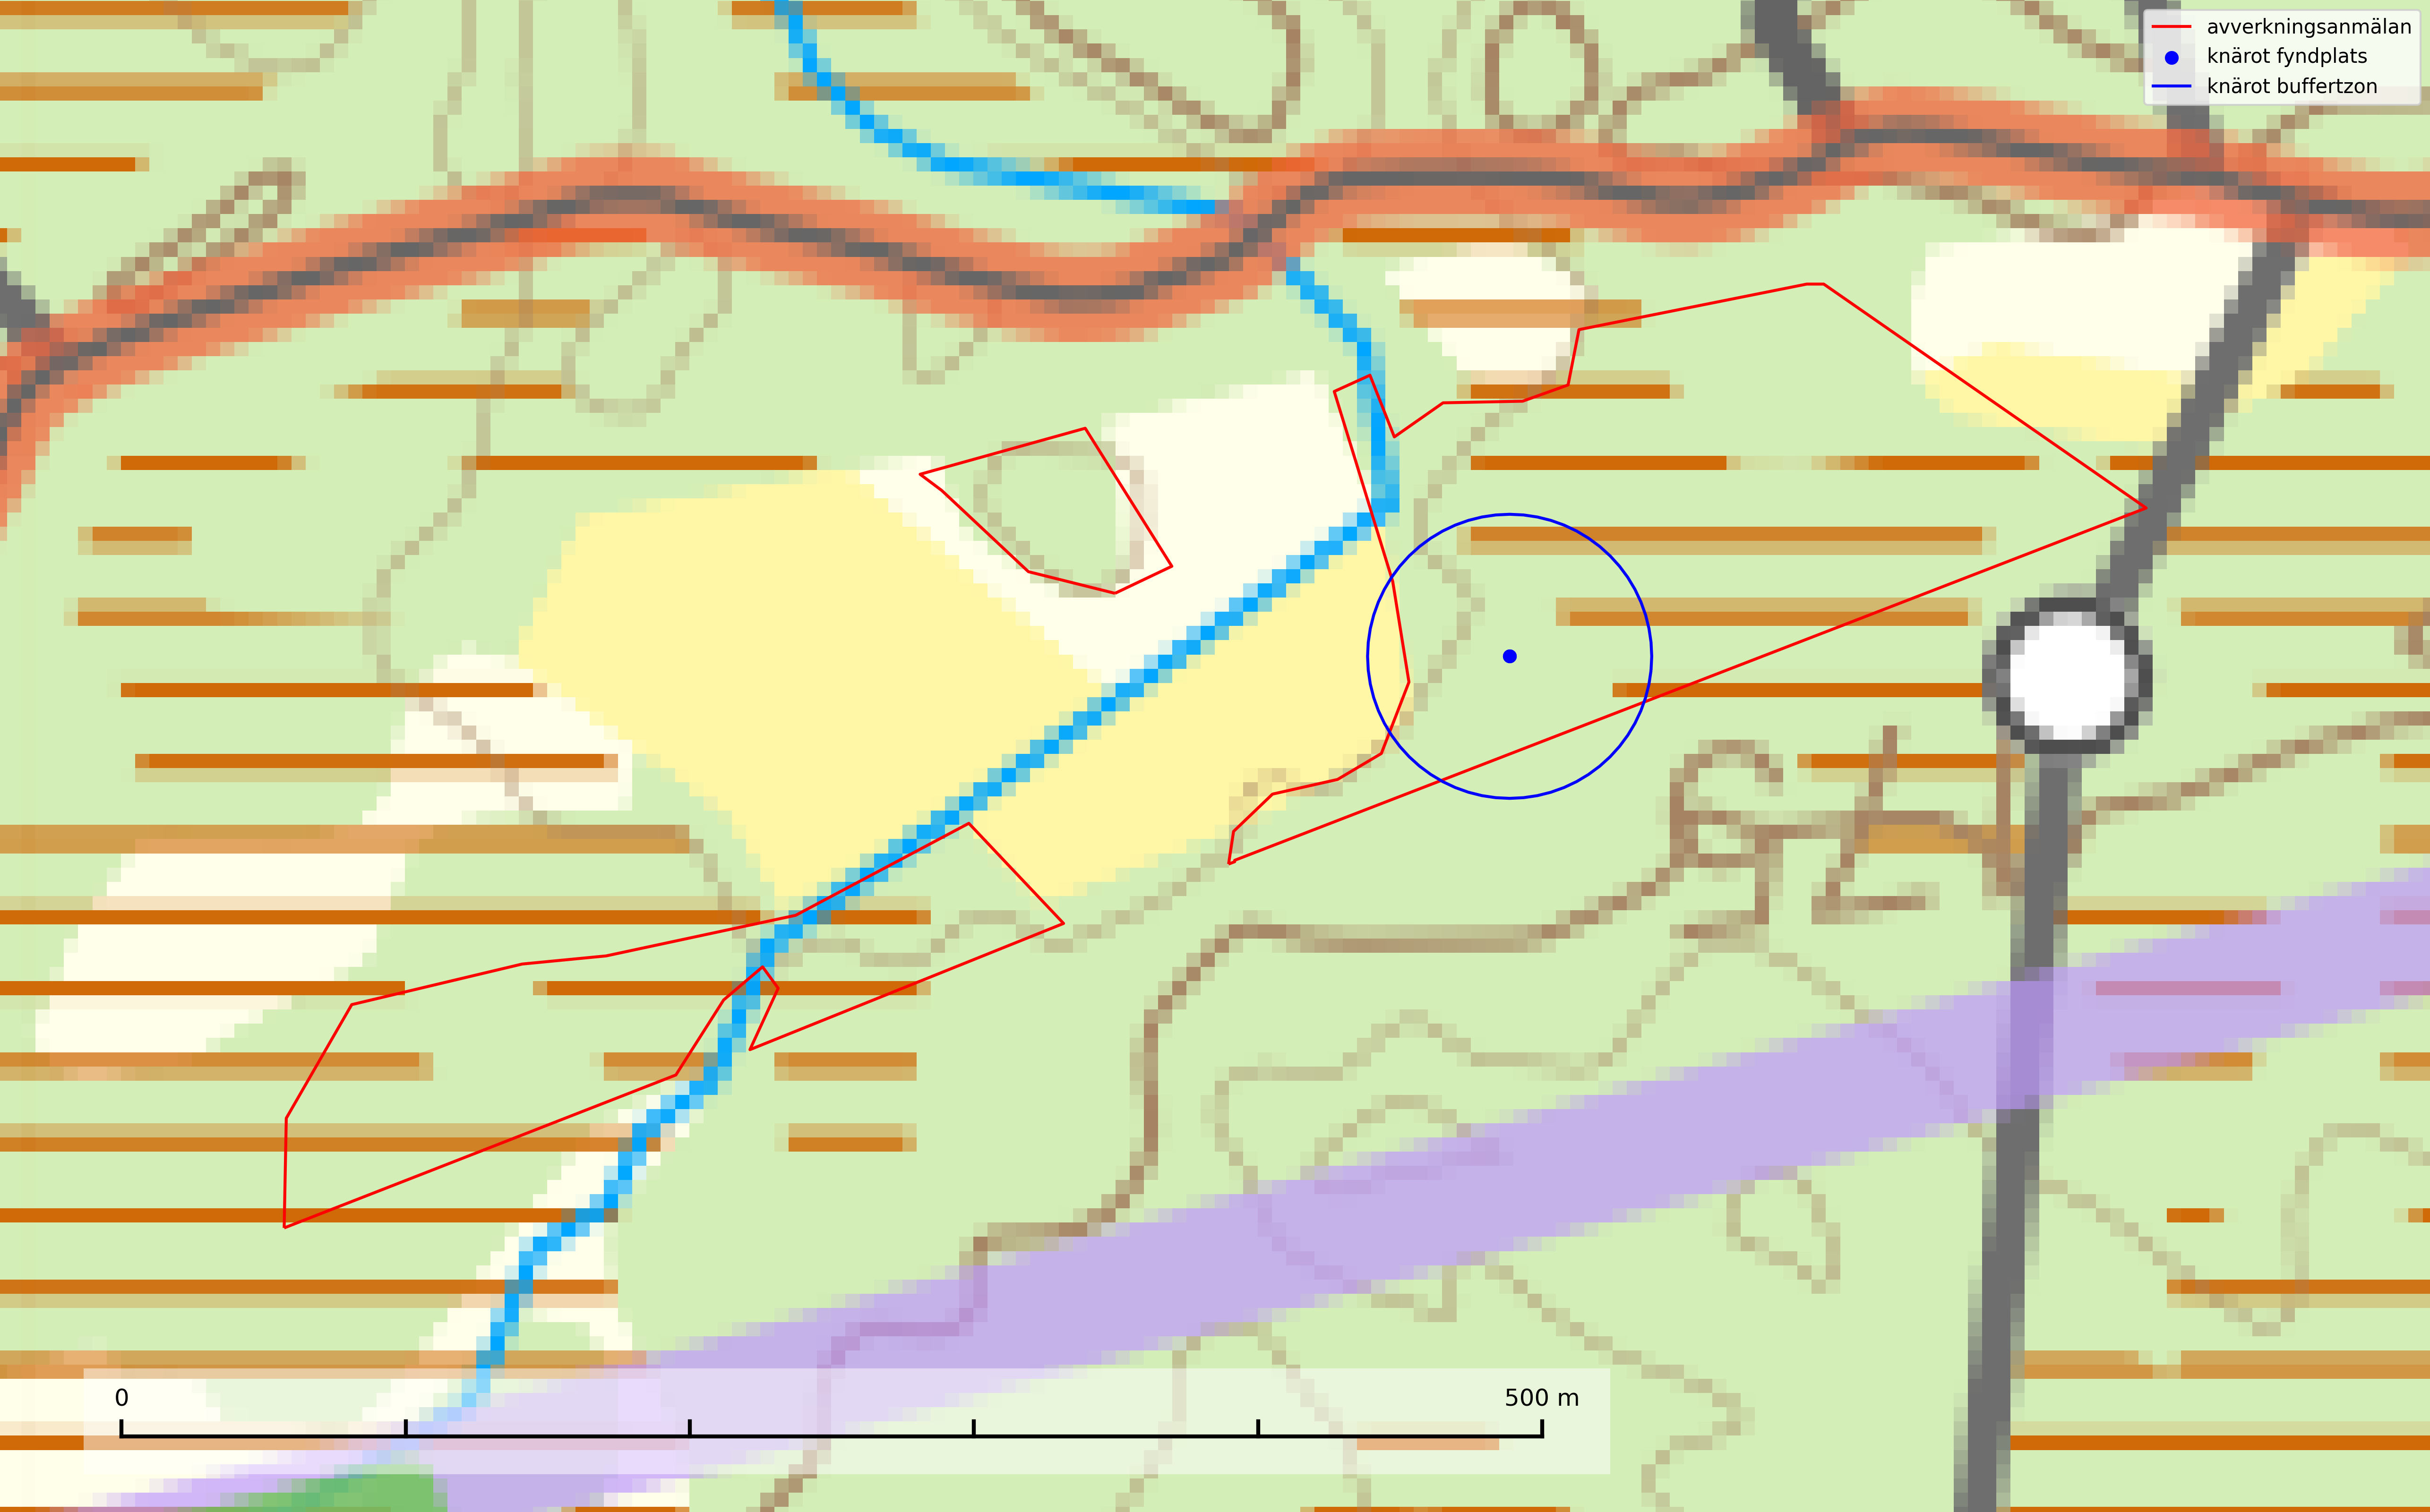 avverkningsanmälan
knärot fyndplats
knärot buffertzon
0 500 m